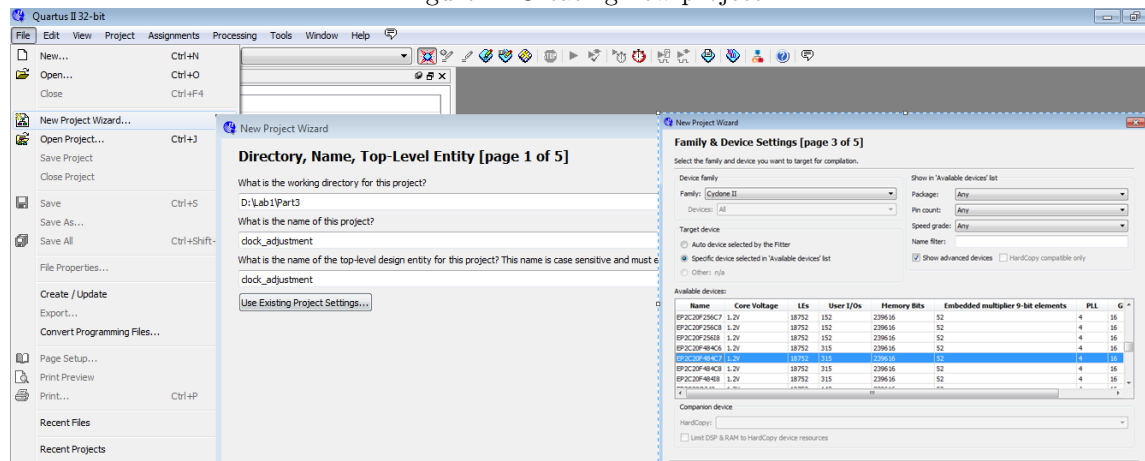 Quartus II 32-bit
File Edit View Project Assignments Processing Tools Window Help
New... Ctrl+N
Open... Ctrl+O
Close Ctrl+F4
New Project Wizard...
Open Project... Ctrl+J
Save Project
Close Project
Save Ctrl+S
Save As...
Save All Ctrl+Shift-
File Properties...
Create / Update
Export...
Convert Programming Files...
Page Setup...
Print Preview
Print... Ctrl+P
Recent Files
Recent Projects
New Project Wizard
Directory, Name, Top-Level Entity [page 1 of 5]
What is the working directory for this project?
D:\Lab1\Part3
What is the name of this project?
clock_adjustment
What is the name of the top-level design entity for this project? This name is case sensitive and must e
clock_adjustment
Use Existing Project Settings...
New Project Wizard
Family & Device Settings [page 3 of 5]
Select the family and device you want to target for compilation.
Device family
Family: Cyclone II
Devices: All
Target device
Auto device selected by the Fitter
Specific device selected in 'Available devices' list
Other: n/a
Show in 'Available devices' list
Package: Any
Pin count: Any
Speed grade: Any
Name filter:
Show advanced devices HardCopy compatible only
Available devices:
Name Core Voltage LEs User I/Os Memory Bits Embedded multiplier 9-bit elements PLL G
EP2C20F256C7 1.2V 18752 152 239616 52 4 16
EP2C20F256C8 1.2V 18752 152 239616 52 4 16
EP2C20F256I8 1.2V 18752 152 239616 52 4 16
EP2C20F484C6 1.2V 18752 315 239616 52 4 16
EP2C20F484C7 1.2V 18752 315 239616 52 4 16
EP2C20F484C8 1.2V 18752 315 239616 52 4 16
EP2C20F484I8 1.2V 18752 315 239616 52 4 16
Companion device
HardCopy:
Limit DSP & RAM to HardCopy device resources